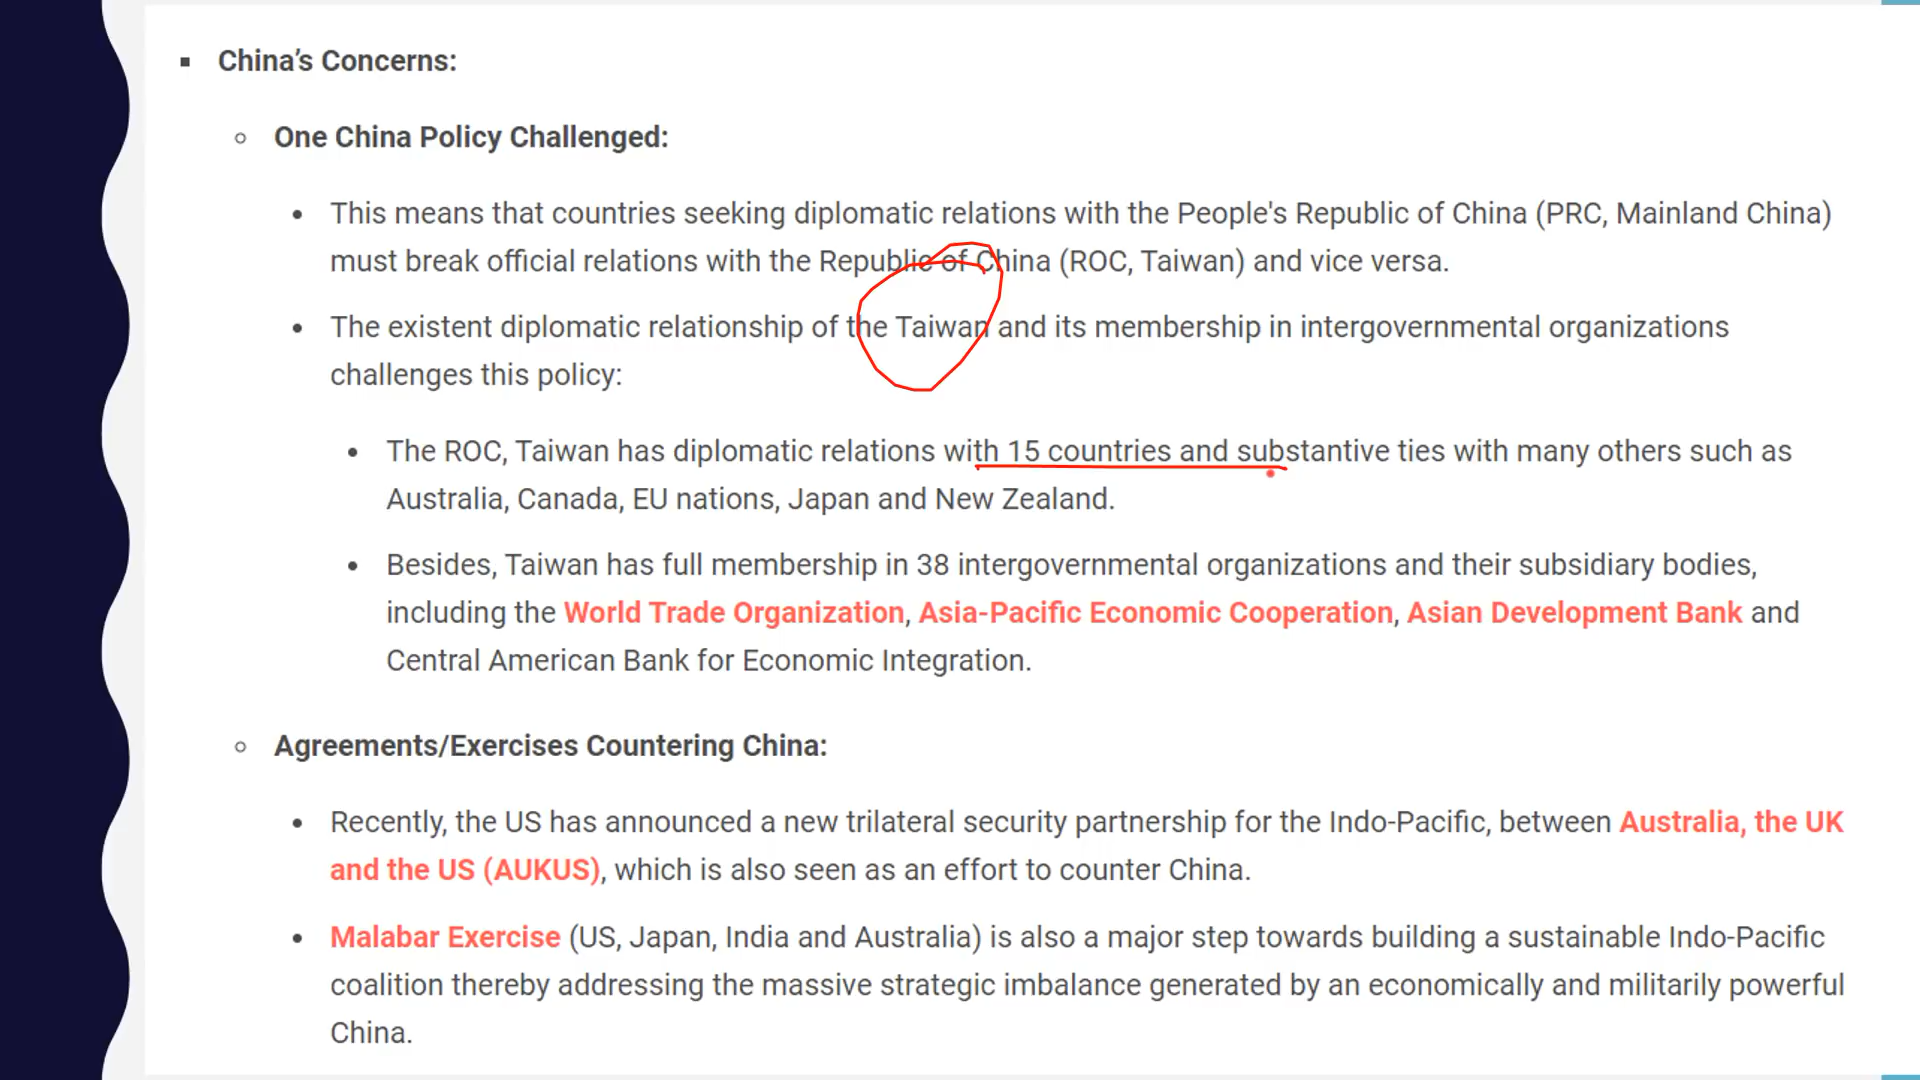 China’s Concerns:
One China Policy Challenged:
This means that countries seeking diplomatic relations with the People's Republic of China (PRC, Mainland China)
must break official relations with the Republic of China (ROC, Taiwan) and vice versa.
The existent diplomatic relationship of the Taiwan and its membership in intergovernmental organizations
challenges this policy:
The ROC, Taiwan has diplomatic relations with 15 countries and substantive ties with many others such as
Australia, Canada, EU nations, Japan and New Zealand.
Besides, Taiwan has full membership in 38 intergovernmental organizations and their subsidiary bodies,
including the World Trade Organization, Asia-Pacific Economic Cooperation, Asian Development Bank and
Central American Bank for Economic Integration.
Agreements/Exercises Countering China:
Recently, the US has announced a new trilateral security partnership for the Indo-Pacific, between Australia, the UK
and the US (AUKUS), which is also seen as an effort to counter China.
Malabar Exercise (US, Japan, India and Australia) is also a major step towards building a sustainable Indo-Pacific
coalition thereby addressing the massive strategic imbalance generated by an economically and militarily powerful
China.